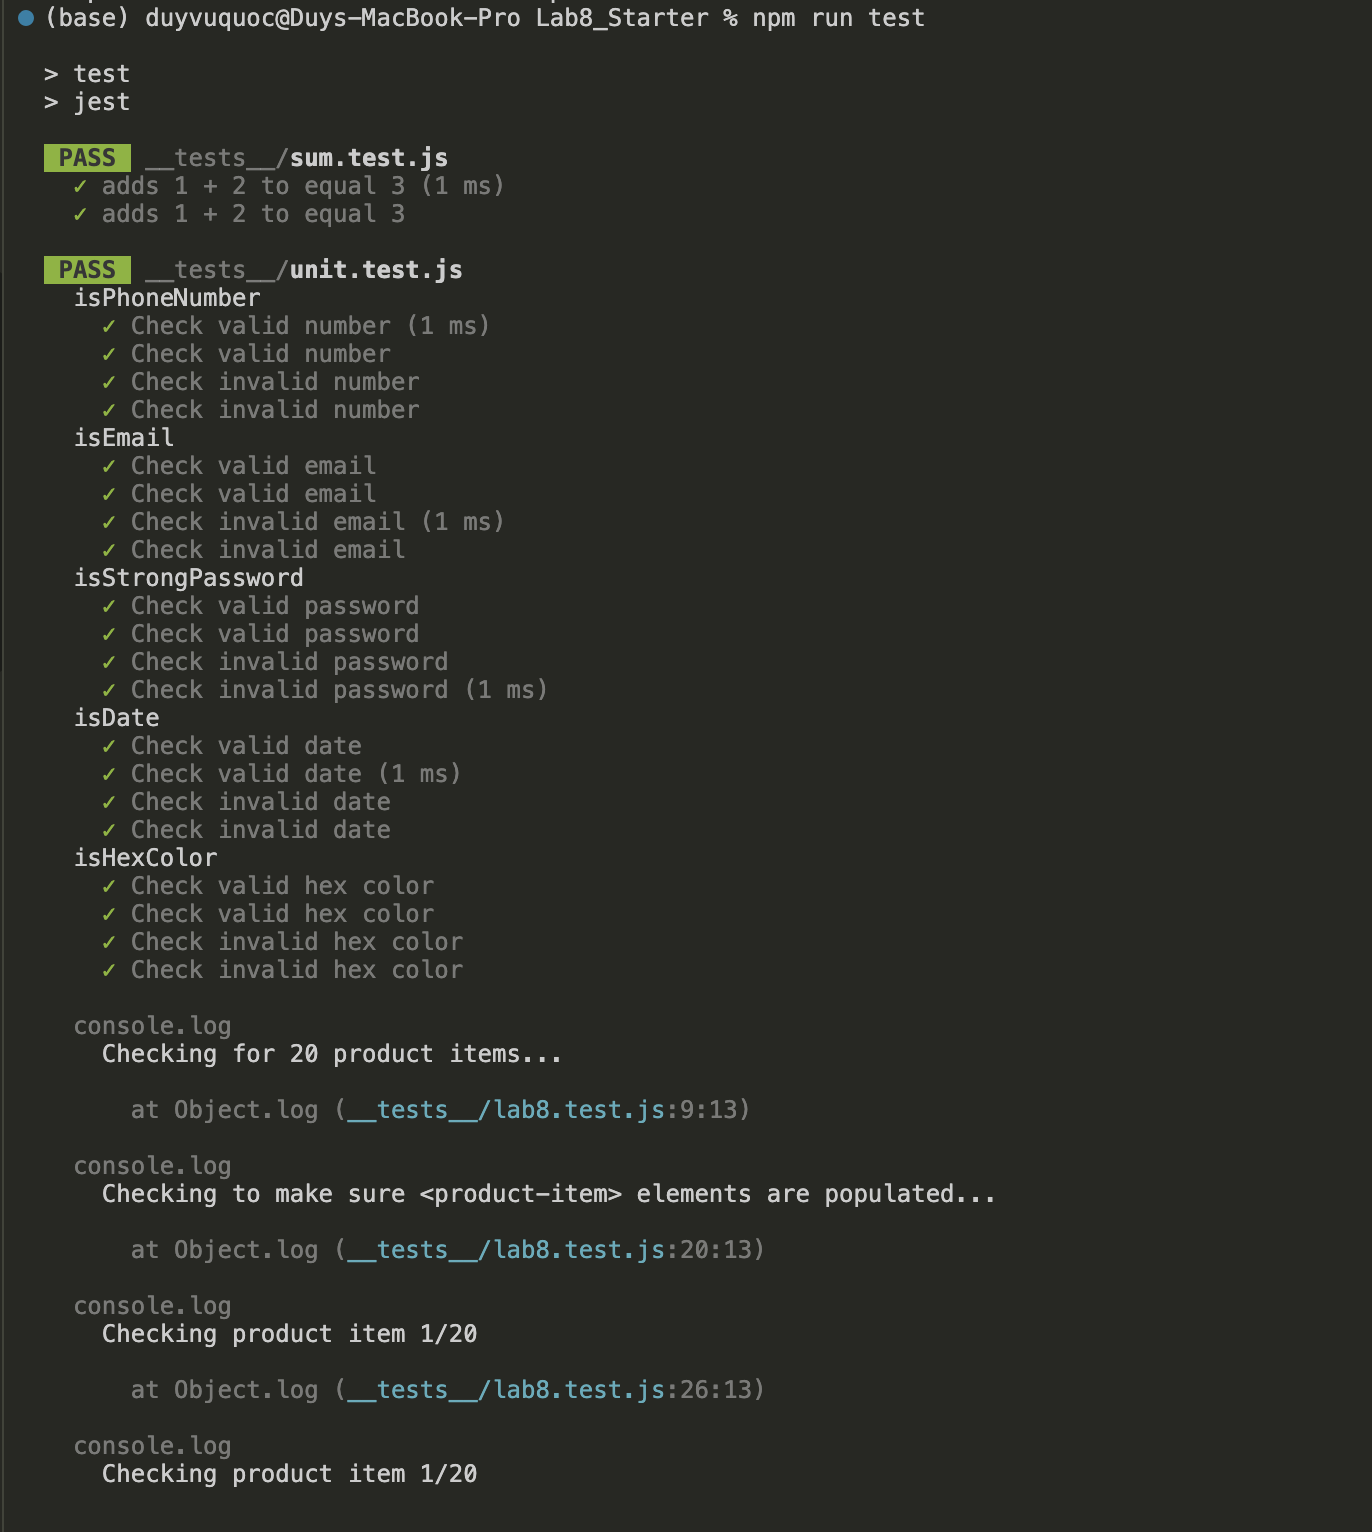 (base) duyvuquoc@Duys-MacBook-Pro Lab8_Starter % npm run test
> test
> jest
PASS __tests__/sum.test.js
✓ adds 1 + 2 to equal 3 (1 ms)
✓ adds 1 + 2 to equal 3
PASS __tests__/unit.test.js
isPhoneNumber
✓ Check valid number (1 ms)
✓ Check valid number
✓ Check invalid number
✓ Check invalid number
isEmail
✓ Check valid email
✓ Check valid email
✓ Check invalid email (1 ms)
✓ Check invalid email
isStrongPassword
✓ Check valid password
✓ Check valid password
✓ Check invalid password
✓ Check invalid password (1 ms)
isDate
✓ Check valid date
✓ Check valid date (1 ms)
✓ Check invalid date
✓ Check invalid date
isHexColor
✓ Check valid hex color
✓ Check valid hex color
✓ Check invalid hex color
✓ Check invalid hex color
console.log
Checking for 20 product items...
at Object.log (__tests__/lab8.test.js:9:13)
console.log
Checking to make sure <product-item> elements are populated...
at Object.log (__tests__/lab8.test.js:20:13)
console.log
Checking product item 1/20
at Object.log (__tests__/lab8.test.js:26:13)
console.log
Checking product item 1/20